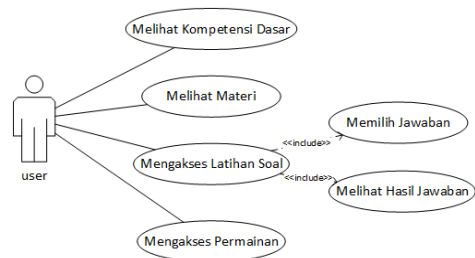 Melihat Kompetensi Dasar
Melihat Materi
Memilih Jawaban
<<include>>
Mengakses Latihan Soal
<<include>>
Melihat Hasil Jawaban
user
Mengakses Permainan